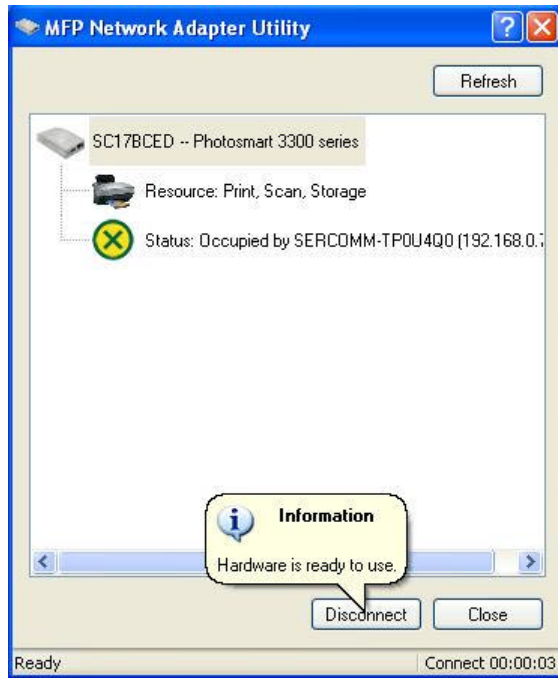 MFP Network Adapter Utility
Refresh
SC17BCED -- Photosmart 3300 series
Resource: Print, Scan, Storage
Status: Occupied by SERCOMM-TP0U4Q0 (192.168.0.
Information
Hardware is ready to use.
Disconnect
Close
Ready
Connect 00:00:03